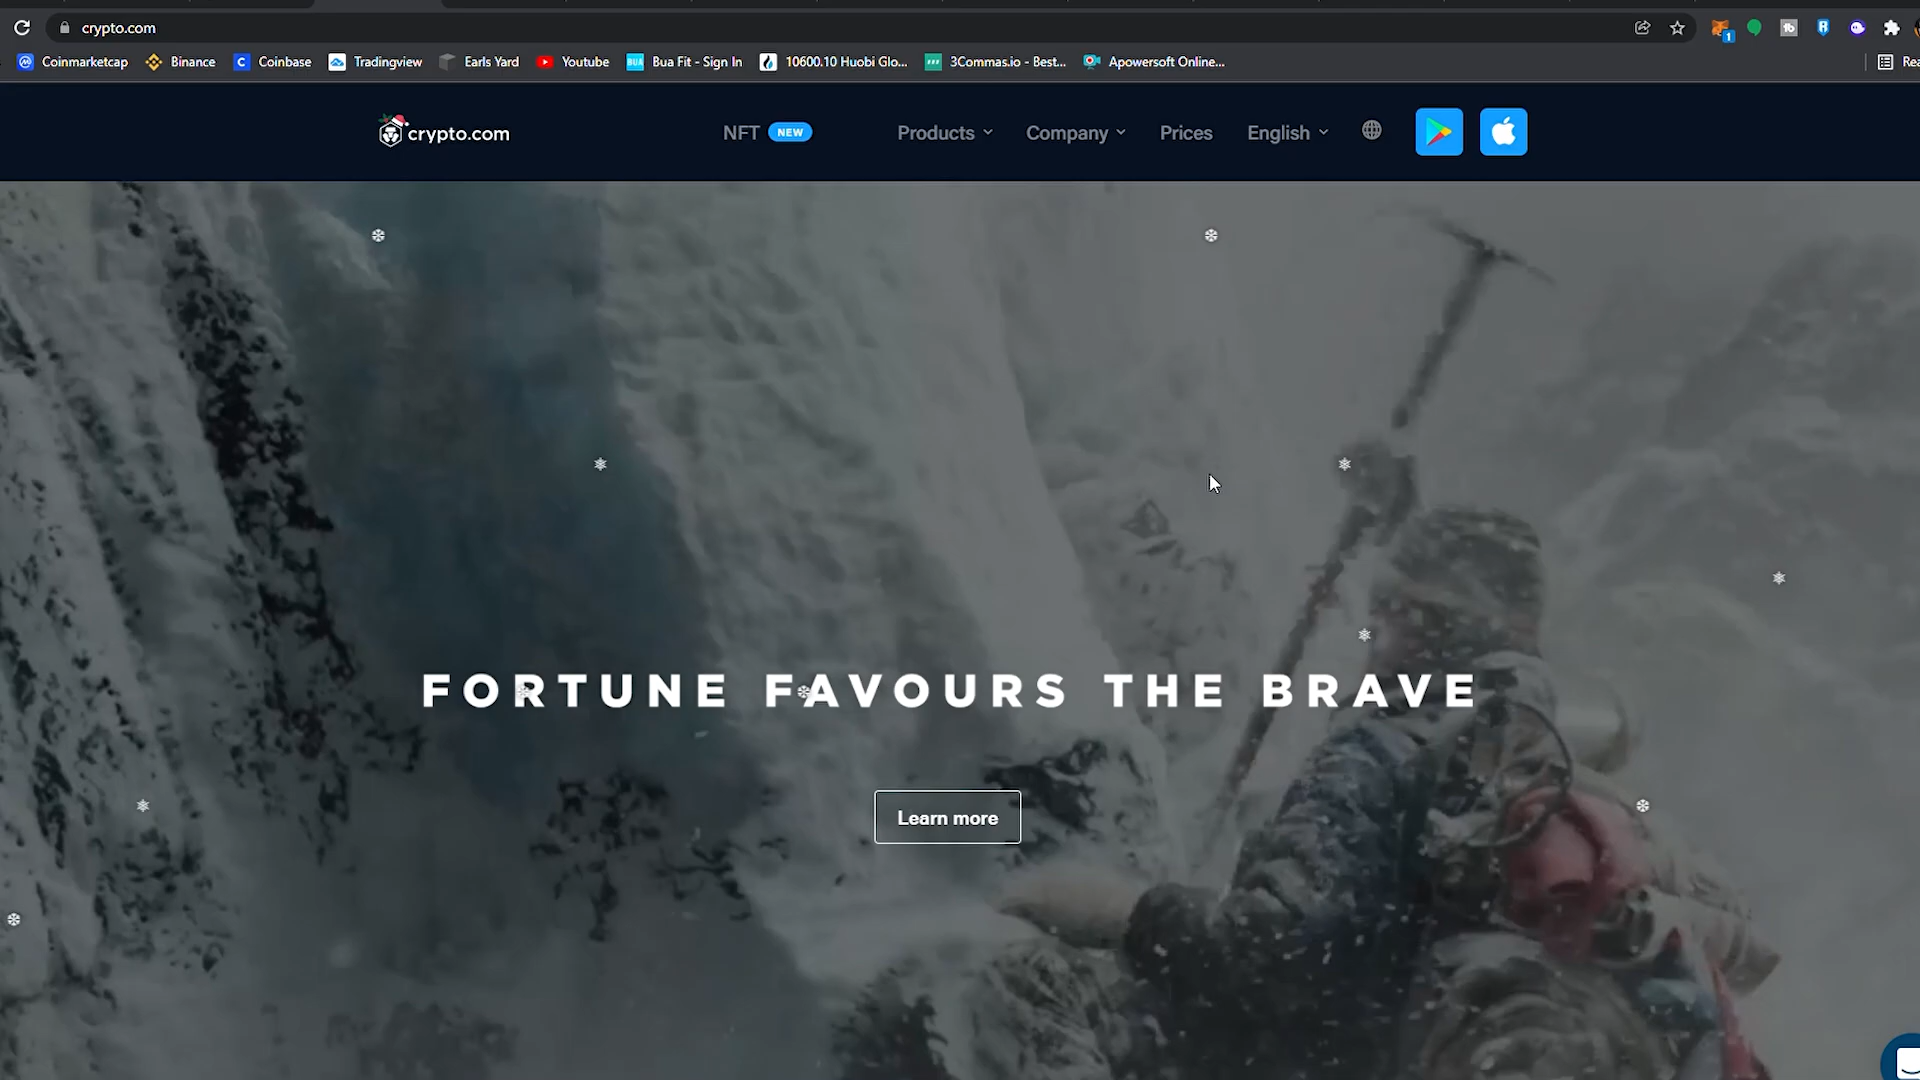 crypto.com
Coinmarketcap Binance Coinbase Tradingview Earls Yard Youtube Bua Fit - Sign In 10600.10 Huobi Glo... 3Commas.io - Best... Apowersoft Online...
crypto.com NFT NEW Products Company Prices English
FORTUNE FAVOURS THE BRAVE
Learn more